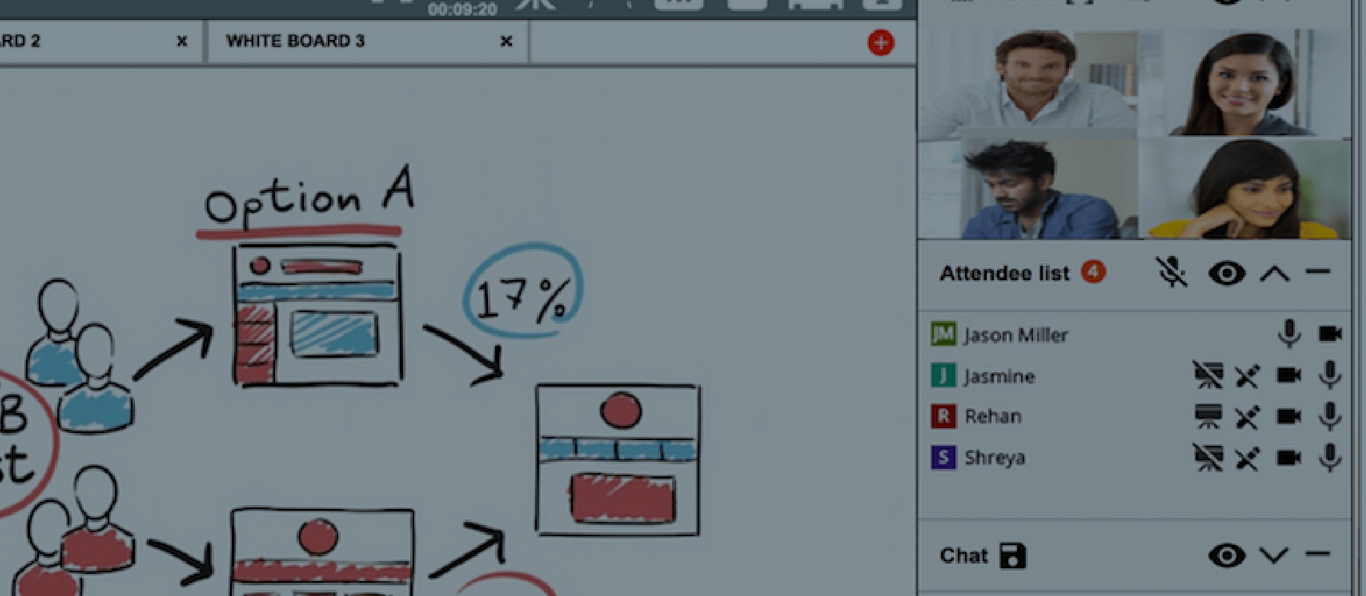 00:09:20
RD 2 x
WHITE BOARD 3 x
Option A
17%
B
st
Attendee list 4
JM Jason Miller
J Jasmine
R Rehan
S Shreya
Chat